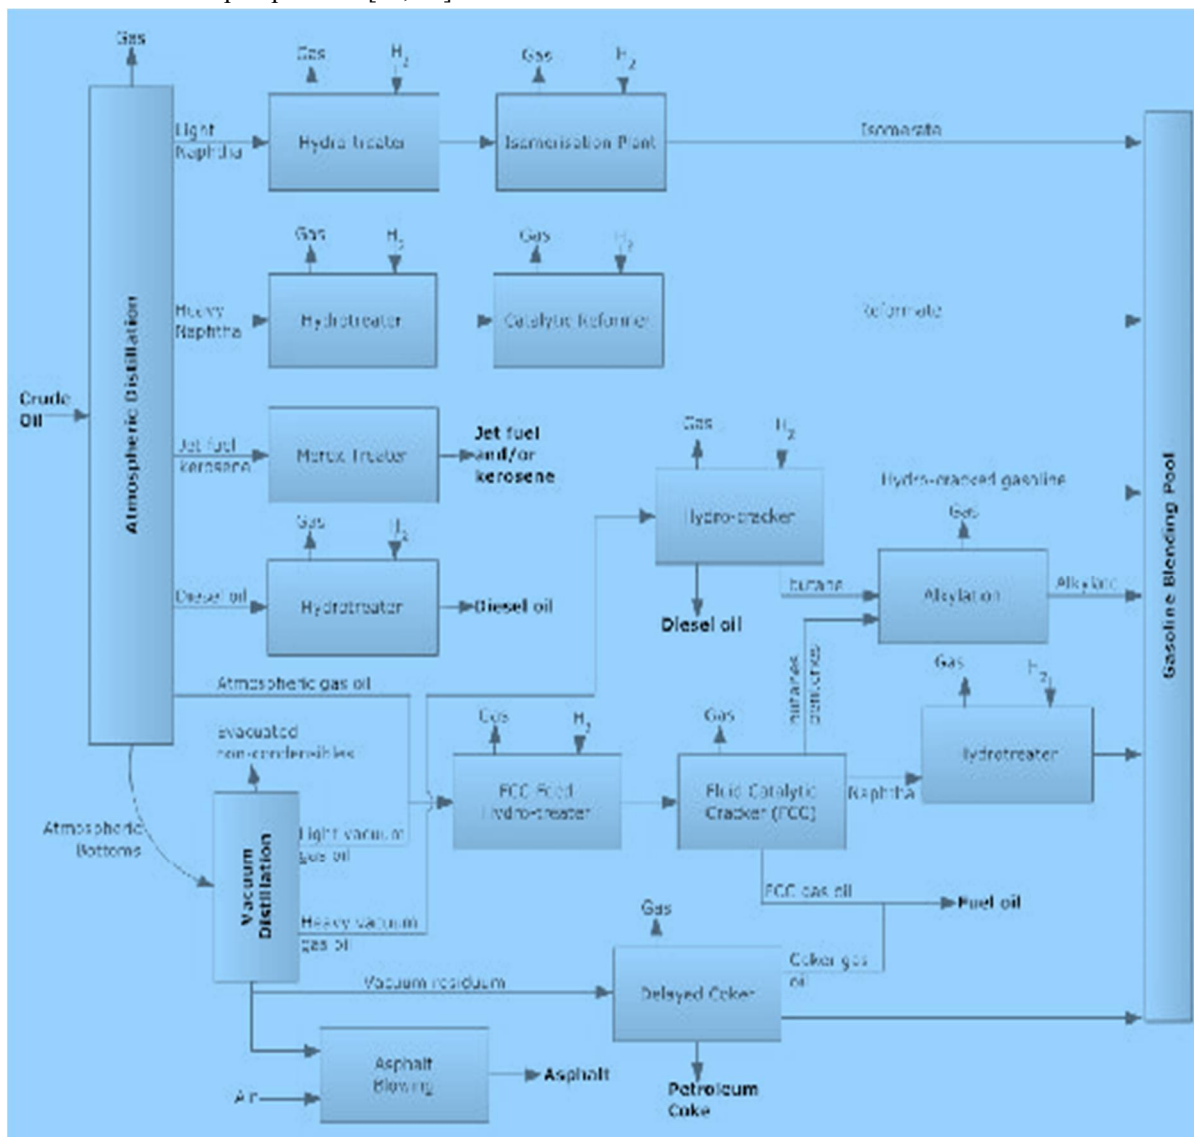 Gas
Gas
H2
Gas
H2
Light
Naphtha
Hydro treater
Isomerisation Plant
Isomerate
Gas
H2
Gas
H2
Heavy
Naphtha
Hydrotreater
Catalytic Reformer
Reformate
Crude
Oil
Atmospheric Distillation
Jet fuel
kerosene
Merox Treater
Jet fuel
and/or
kerosene
Gas
H2
Hydro-cracker
Hydro-cracked gasoline
Gas
H2
Diesel oil
Hydrotreater
Diesel oil
Diesel oil
butane
Gas
Alkylation
Alkylate
Gasoline Blending Pool
Atmospheric gas oil
Evacuated
non-condensibles
Gas
H2
FCC Feed
Hydro-treater
Gas
Fluid Catalytic
Cracker (FCC)
Naphtha
Gas
H2
Hydrotreater
Atmospheric
Bottoms
Vacuum
Distillation
Light vacuum
gas oil
Heavy vacuum
gas oil
FCC gas oil
Fuel oil
Vacuum residuum
Gas
Delayed Coker
Coker gas
oil
Air
Asphalt
Blowing
Asphalt
Petroleum
Coke